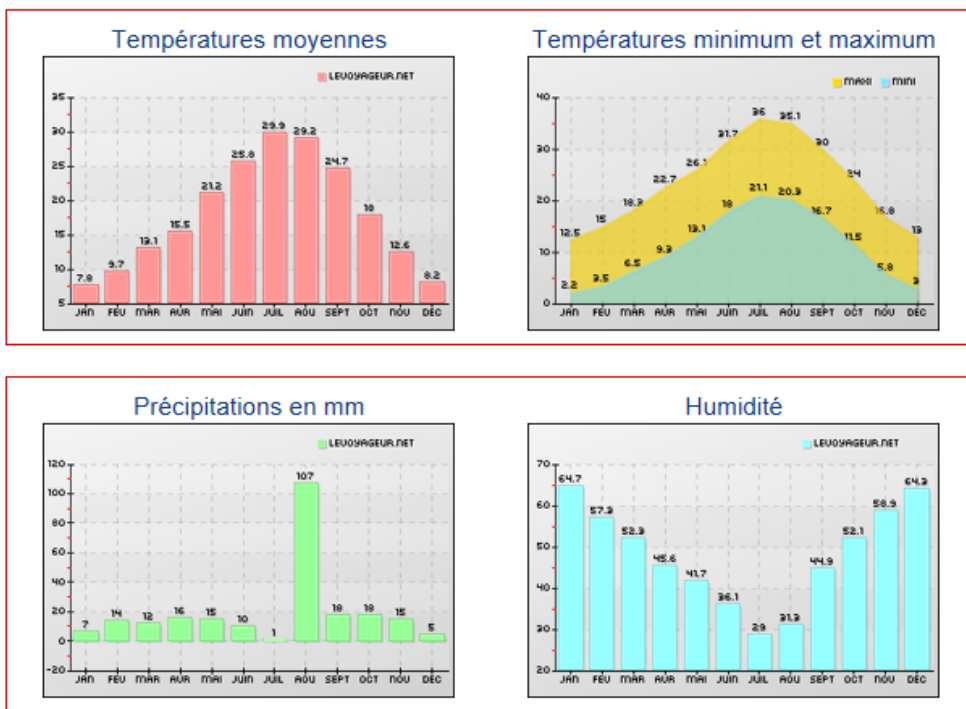 Températures moyennes
LEVOYAGEUR.NET
35
30
25
20
15
10
5
7.8 9.7 13.1 15.5 21.2 25.8 29.9 29.2 24.7 18 12.6 8.2
JAN FÉV MAR AVR MAI JUIN JUIL AOU SEPT OCT NOV DÉC
Températures minimum et maximum
MAXI MINI
40
30
20
10
0
12.5 15 18.3 22.7 26.1 31.7 36 35.1 30 24 15.8 13
2.2 3.5 6.5 9.3 13.1 18 21.1 20.3 16.7 11.5 5.8 3
JAN FÉV MAR AVR MAI JUIN JUIL AOU SEPT OCT NOV DÉC
Précipitations en mm
LEVOYAGEUR.NET
120
100
80
60
40
20
0
-20
7 14 12 16 15 10 1 107 18 18 15 5
JAN FÉV MAR AVR MAI JUIN JUIL AOU SEPT OCT NOV DÉC
Humidité
LEVOYAGEUR.NET
70
60
50
40
30
20
64.7 57.3 52.3 45.6 41.7 36.1 29 31.3 44.9 52.1 58.9 64.3
JAN FÉV MAR AVR MAI JUIN JUIL AOU SEPT OCT NOV DÉC